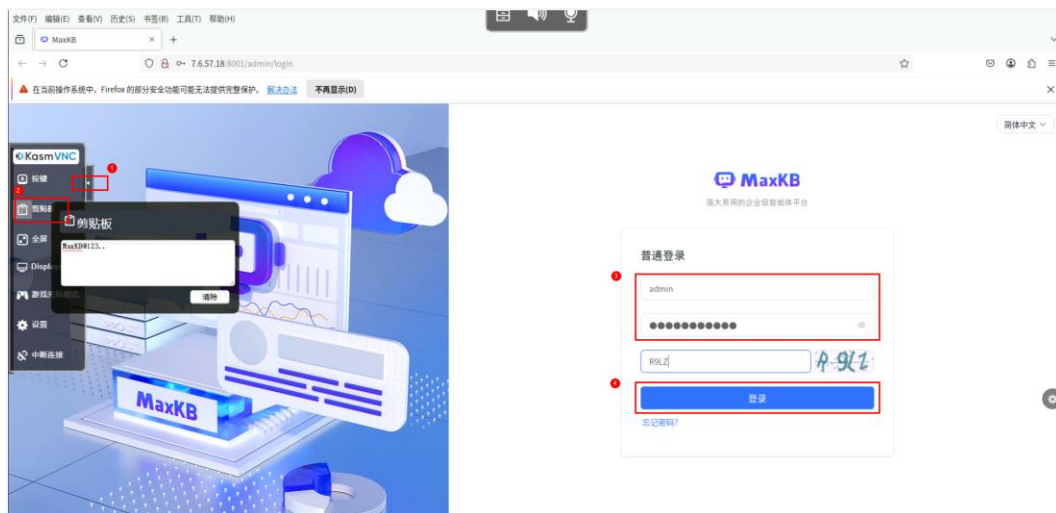 文件(F) 编辑(E) 查看(V) 历史(S) 书签(B) 工具(T) 帮助(H)
MaxKB
7.6.57.18:8001/admin/login
在当前操作系统中，Firefox 的部分安全功能可能无法提供完整保护。 解决办法 不再显示(D)
简体中文
KasmVNC
1
按键
2
剪贴板
全屏
剪贴板
MaxKB@123..
清除
设置
中断连接
MaxKB
MaxKB
强大易用的企业级智能体平台
普通登录
3
admin
R9LZ
4
登录
忘记密码?